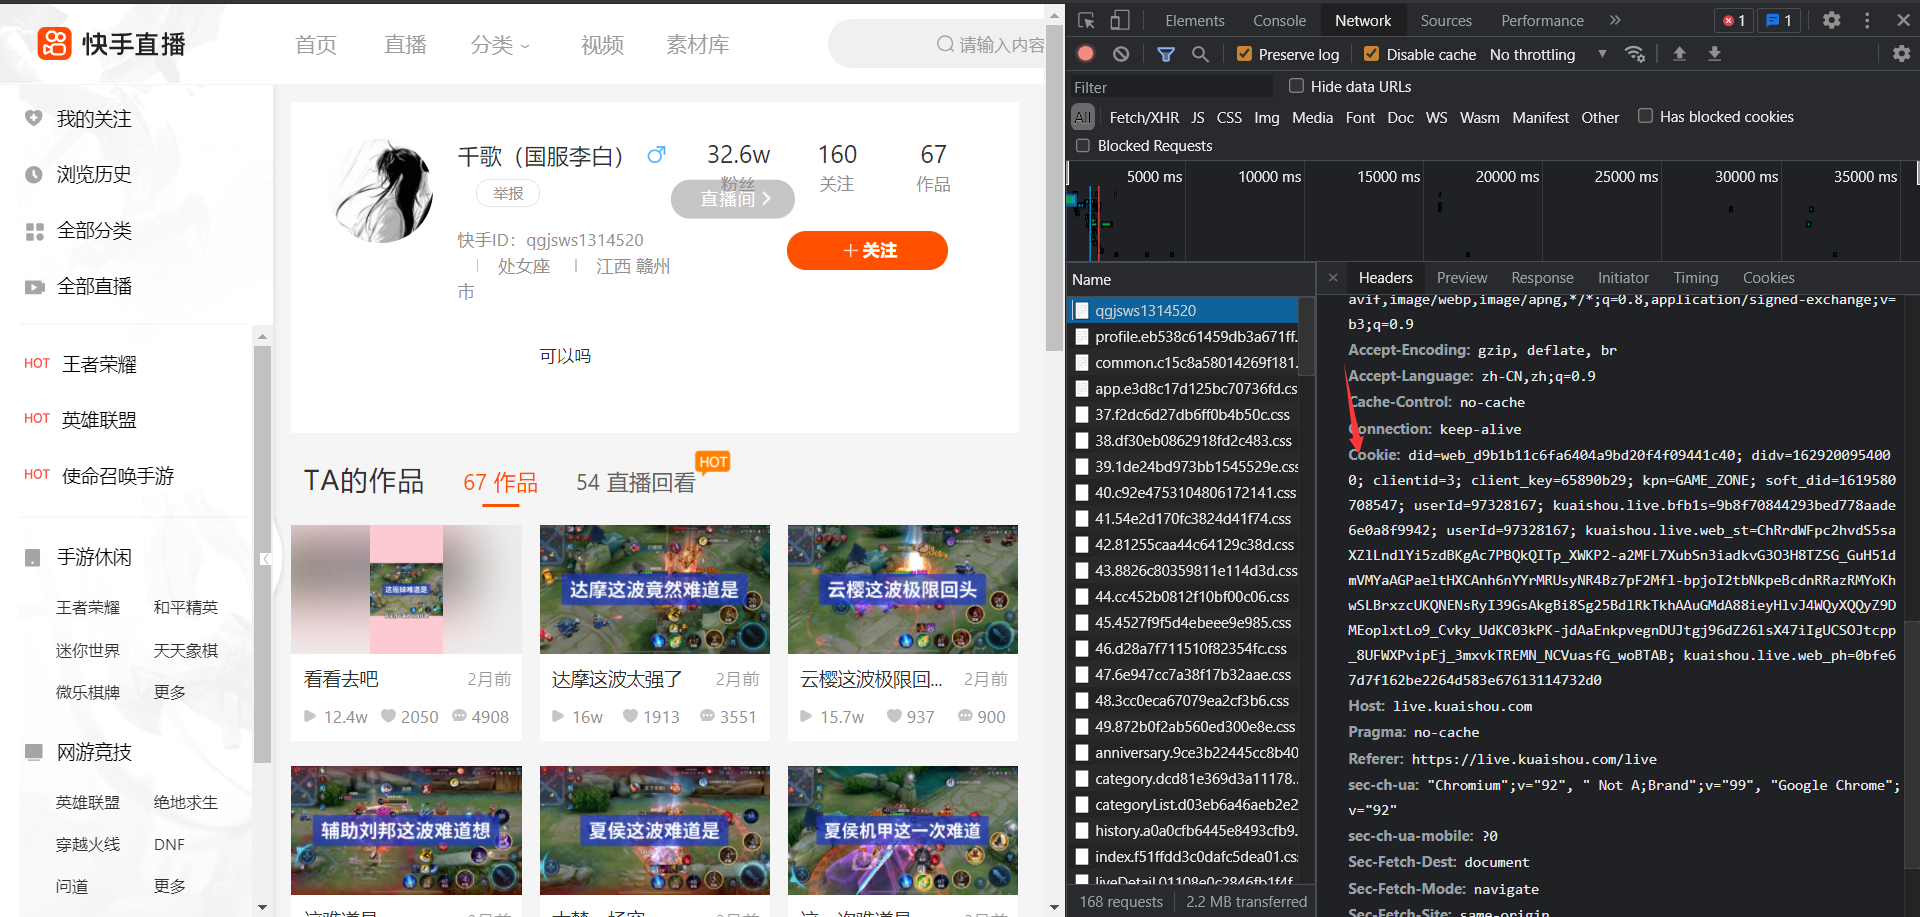 快手直播
首页 直播 分类 视频 素材库 请输入内容
我的关注
浏览历史
全部分类
全部直播
HOT 王者荣耀
HOT 英雄联盟
HOT 使命召唤手游
手游休闲
王者荣耀 和平精英
迷你世界 天天象棋
微乐棋牌 更多
网游竞技
英雄联盟 绝地求生
穿越火线 DNF
问道 更多
千歌（国服李白） ♂
举报
32.6w 160 67
粉丝 关注 作品
直播间
快手ID：qgjsws1314520
处女座 江西 赣州
市
＋关注
可以吗
TA的作品 67 作品 54 直播回看 HOT
达摩这波竟然难道是
云樱这波极限回头
看看去吧 2月前
12.4w 2050 4908
达摩这波太强了 2月前
16w 1913 3551
云樱这波极限回... 2月前
15.7w 937 900
辅助刘邦这波难道想
夏侯这波难道是
夏侯机甲这一次难道
Elements Console Network Sources Performance » 1 1
Preserve log Disable cache No throttling
Filter Hide data URLs
All Fetch/XHR JS CSS Img Media Font Doc WS Wasm Manifest Other Has blocked cookies
Blocked Requests
5000 ms 10000 ms 15000 ms 20000 ms 25000 ms 30000 ms 35000 ms
Name
qgjsws1314520
profile.eb538c61459db3a671ff.
common.c15c8a58014269f181.
app.e3d8c17d125bc70736fd.cs
37.f2dc6d27db6ff0b4b50c.css
38.df30eb0862918fd2c483.css
39.1de24bd973bb1545529e.css
40.c92e4753104806172141.css
41.54e2d170fc3824d41f74.css
42.81255caa44c64129c38d.css
43.8826c80359811e114d3d.css
44.cc452b0812f10bf00c06.css
45.4527f9f5d4ebeee9e985.css
46.d28a7f711510f82354fc.css
47.6e947cc7a38f17b32aae.css
48.3cc0eca67079ea2cf3b6.css
49.872b0f2ab560ed300e8e.css
anniversary.9ce3b22445cc8b40
category.dcd81e369d3a11178..
categoryList.d03eb6a46aeb2e2
history.a0a0cfb6445e8493cfb9.
index.f51ffdd3c0dafc5dea01.css
liveDetail.01108e0c2846fb1f4f
168 requests 2.2 MB transferred
Headers Preview Response Initiator Timing Cookies
avif,image/webp,image/apng,*/*;q=0.8,application/signed-exchange;v=
b3;q=0.9
Accept-Encoding: gzip, deflate, br
Accept-Language: zh-CN,zh;q=0.9
Cache-Control: no-cache
Connection: keep-alive
Cookie: did=web_d9b1b11c6fa6404a9bd20f4f09441c40; didv=162920095400
0; clientid=3; client_key=65890b29; kpn=GAME_ZONE; soft_did=1619580
708547; userId=97328167; kuaishou.live.bfb1s=9b8f70844293bed778aade
6e0a8f9942; userId=97328167; kuaishou.live.web_st=ChRrdWFpc2hvdS5sa
XZlLndlYi5zdBKgAc7PBQkQITp_XWKP2-a2MFL7XubSn3iadkvG3O3H8TZSG_GuH51d
mVMYaAGPaeltHXCAnh6nYYrMRUsyNR4Bz7pF2Mfl-bpjoI2tbNkpeBcdnRRazRMYoKh
wSLBrxzcUKQNENsRyI39GsAkgBi8Sg25BdlRkTkhAAuGMdA88ieyHlvJ4WQyXQQyZ9D
MEoplxtLo9_Cvky_UdKC03kPK-jdAaEnkpvegnDUJtgj96dZ26lsX47iIgUCSOJtcpp
_8UFWXPvipEj_3mxvkTREMN_NCVuasfG_woBTAB; kuaishou.live.web_ph=0bfe6
7d7f162be2264d583e67613114732d0
Host: live.kuaishou.com
Pragma: no-cache
Referer: https://live.kuaishou.com/live
sec-ch-ua: "Chromium";v="92", " Not A;Brand";v="99", "Google Chrome";
v="92"
sec-ch-ua-mobile: ?0
Sec-Fetch-Dest: document
Sec-Fetch-Mode: navigate
Sec-Fetch-Site: same-origin